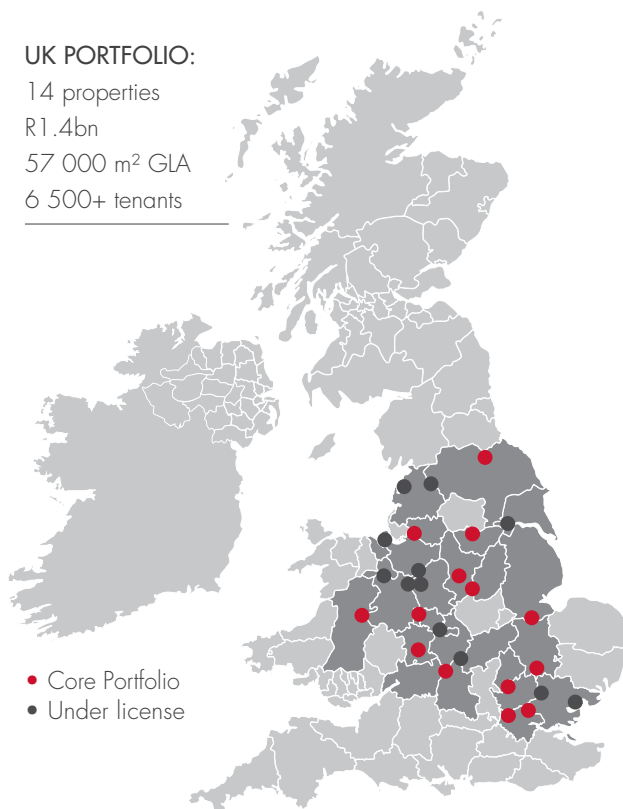 UK PORTFOLIO:
14 properties
R1.4bn
57 000 m² GLA
6 500+ tenants
Core Portfolio
Under license